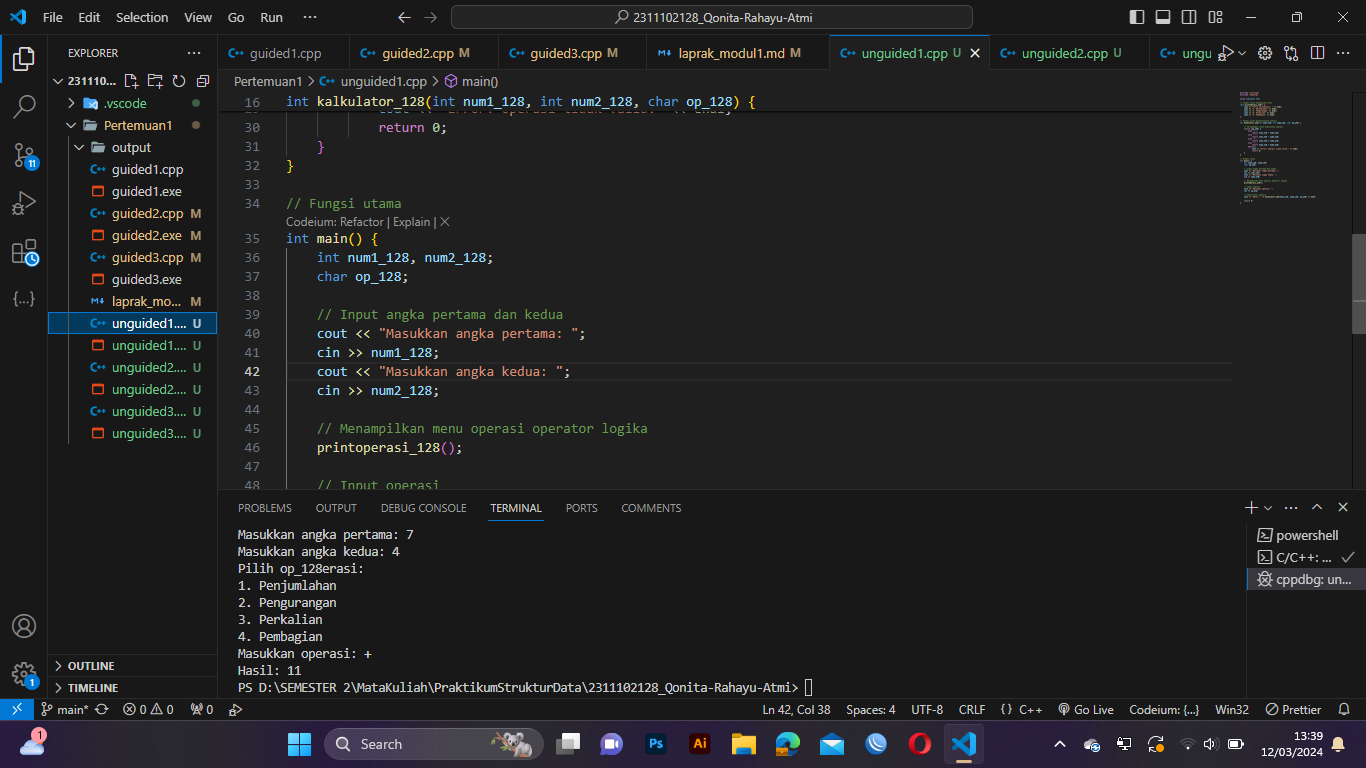 File Edit Selection View Go Run ··· 2311102128_Qonita-Rahayu-Atmi
EXPLORER ···
231110...
.vscode
Pertemuan1
output
guided1.cpp
guided1.exe
guided2.cpp M
guided2.exe M
guided3.cpp M
guided3.exe
laprak_mo... M
unguided1.... U
unguided1.... U
unguided2.... U
unguided2.... U
unguided3.... U
unguided3.... U
OUTLINE
TIMELINE
11
1
guided1.cpp guided2.cpp M guided3.cpp M laprak_modul1.md M unguided1.cpp U unguided2.cpp U ungu
Pertemuan1 > unguided1.cpp > main()
16 int kalkulator_128(int num1_128, int num2_128, char op_128) {
30 return 0;
31 }
32 }
33
34 // Fungsi utama
Codeium: Refactor | Explain | X
35 int main() {
36 int num1_128, num2_128;
37 char op_128;
38
39 // Input angka pertama dan kedua
40 cout << "Masukkan angka pertama: ";
41 cin >> num1_128;
42 cout << "Masukkan angka kedua: ";
43 cin >> num2_128;
44
45 // Menampilkan menu operasi operator logika
46 printoperasi_128();
47
48 // Input operasi
PROBLEMS OUTPUT DEBUG CONSOLE TERMINAL PORTS COMMENTS
Masukkan angka pertama: 7
Masukkan angka kedua: 4
Pilih op_128erasi:
1. Penjumlahan
2. Pengurangan
3. Perkalian
4. Pembagian
Masukkan operasi: +
Hasil: 11
PS D:\SEMESTER 2\MataKuliah\PraktikumStrukturData\2311102128_Qonita-Rahayu-Atmi>
powershell
C/C++: ...
cppdbg: un...
main* 0 0 0 Ln 42, Col 38 Spaces: 4 UTF-8 CRLF {} C++ Go Live Codeium: {...} Win32 Prettier
1 Search Ps Ai 13:39
12/03/2024